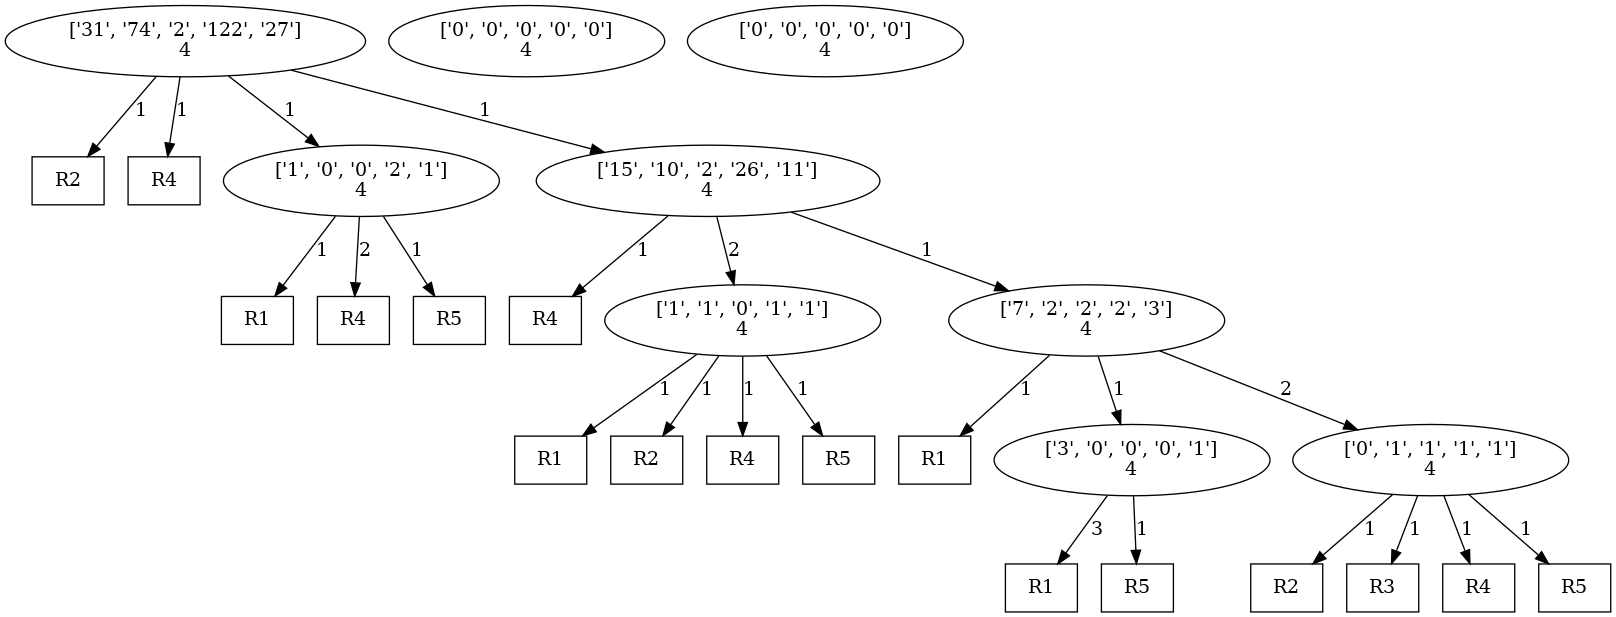 ['31', '74', '2', '122', '27']
4
['0', '0', '0', '0', '0']
4
['0', '0', '0', '0', '0']
4
1
1
1
1
R2
R4
['1', '0', '0', '2', '1']
4
['15', '10', '2', '26', '11']
4
1
2
1
1
2
1
R1
R4
R5
R4
['1', '1', '0', '1', '1']
4
['7', '2', '2', '2', '3']
4
1
1
1
1
1
1
2
R1
R2
R4
R5
R1
['3', '0', '0', '0', '1']
4
['0', '1', '1', '1', '1']
4
3
1
1
1
1
1
R1
R5
R2
R3
R4
R5